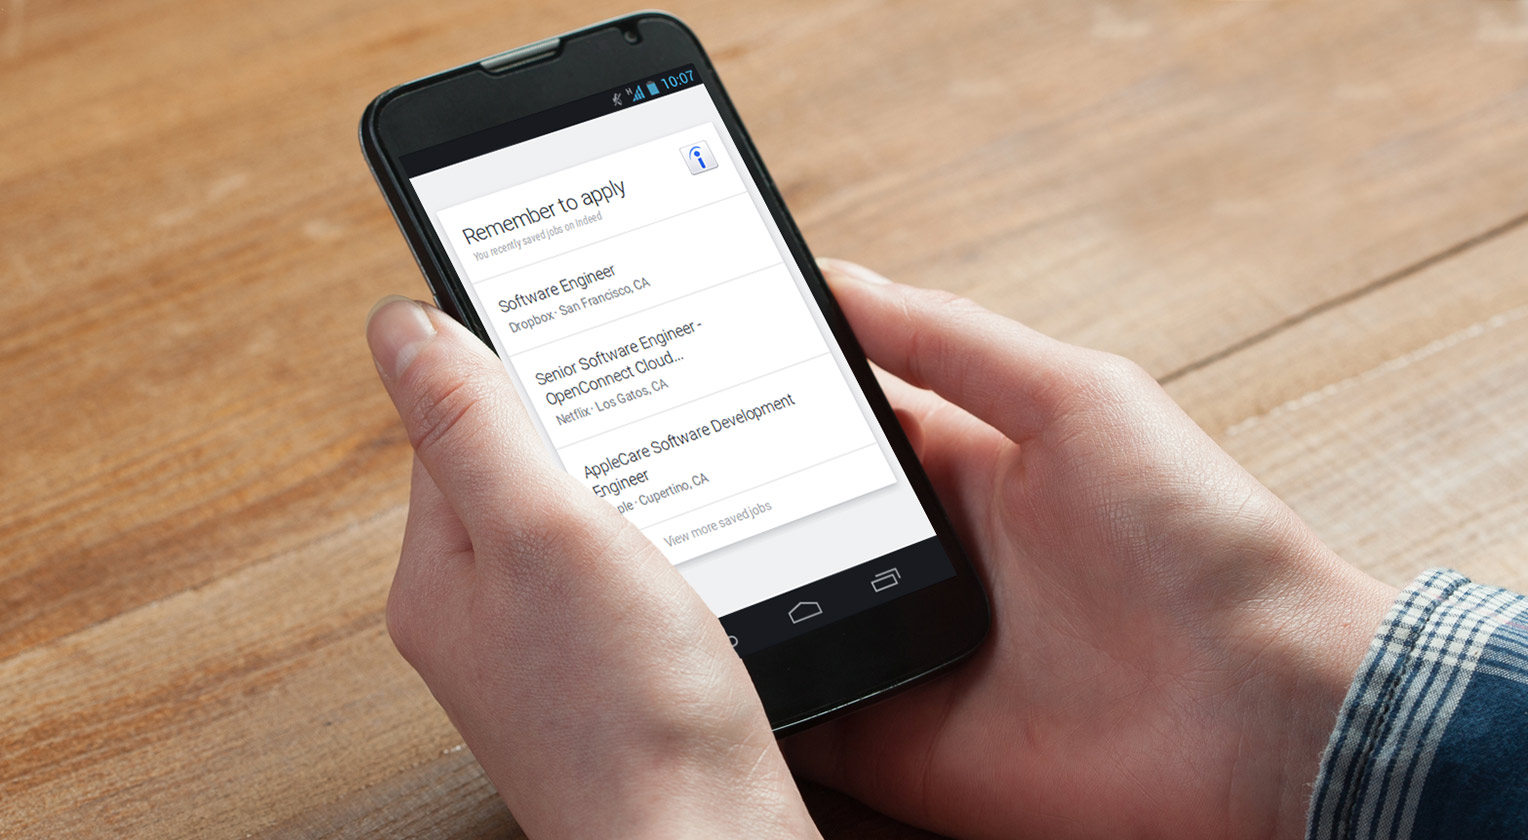 H 10:07
Remember to apply
You recently saved jobs on Indeed
Software Engineer
Dropbox · San Francisco, CA
Senior Software Engineer -
OpenConnect Cloud...
Netflix · Los Gatos, CA
AppleCare Software Development
Engineer
ple · Cupertino, CA
View more saved jobs